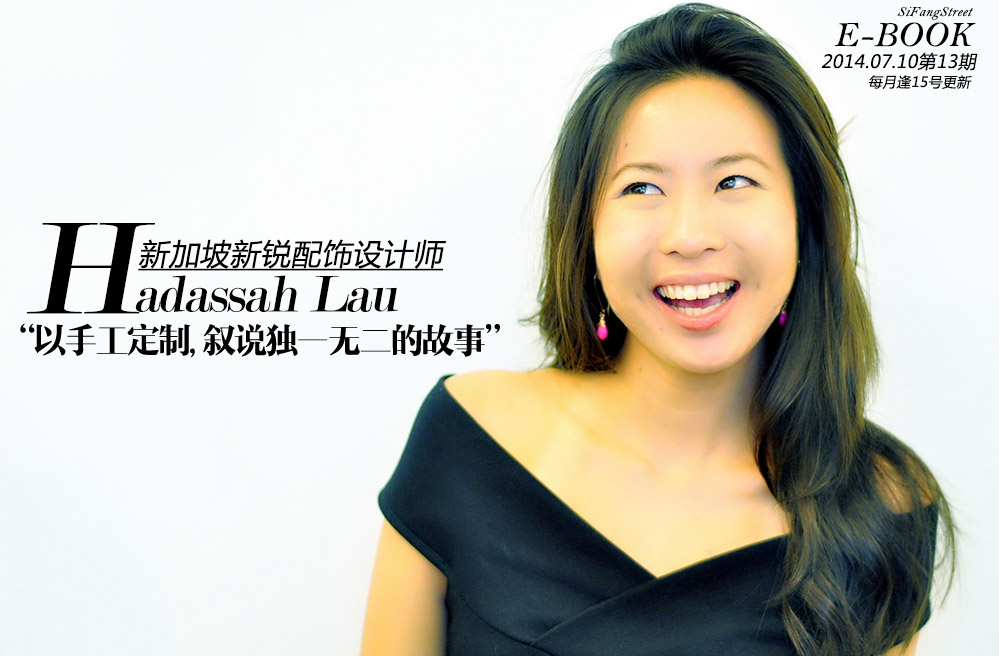 SiFangStreet
E-BOOK
2014.07.10第13期
每月逢15号更新
新加坡新锐配饰设计师
Hadassah Lau
“以手工定制, 叙说独一无二的故事”